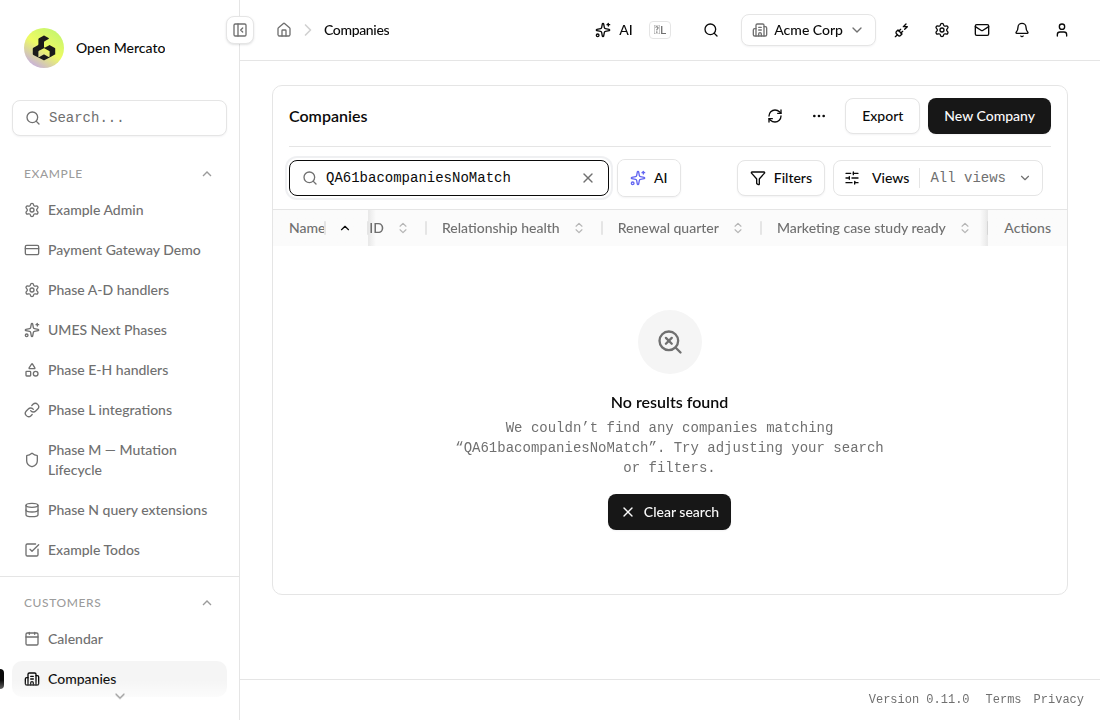 Open Mercato
Companies
AI
Acme Corp
Search...
EXAMPLE
Example Admin
Payment Gateway Demo
Phase A-D handlers
UMES Next Phases
Phase E-H handlers
Phase L integrations
Phase M — Mutation
Lifecycle
Phase N query extensions
Example Todos
CUSTOMERS
Calendar
Companies
Companies
Export
New Company
QA61bacompaniesNoMatch
AI
Filters
Views
All views
Name
ID
Relationship health
Renewal quarter
Marketing case study ready
Actions
No results found
We couldn’t find any companies matching
“QA61bacompaniesNoMatch”. Try adjusting your search
or filters.
Clear search
Version 0.11.0
Terms
Privacy